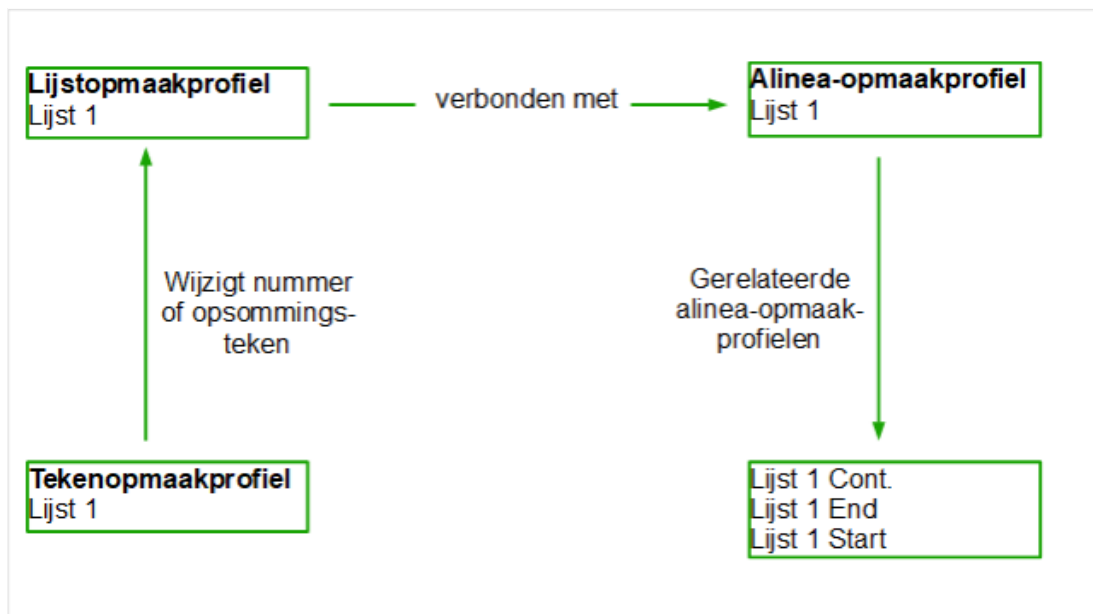 Lijstopmaakprofiel
Lijst 1
verbonden met
Alinea-opmaakprofiel
Lijst 1
Wijzigt nummer
of opsommings-
teken
Gerelateerde
alinea-opmaak-
profielen
Tekenopmaakprofiel
Lijst 1
Lijst 1 Cont.
Lijst 1 End
Lijst 1 Start